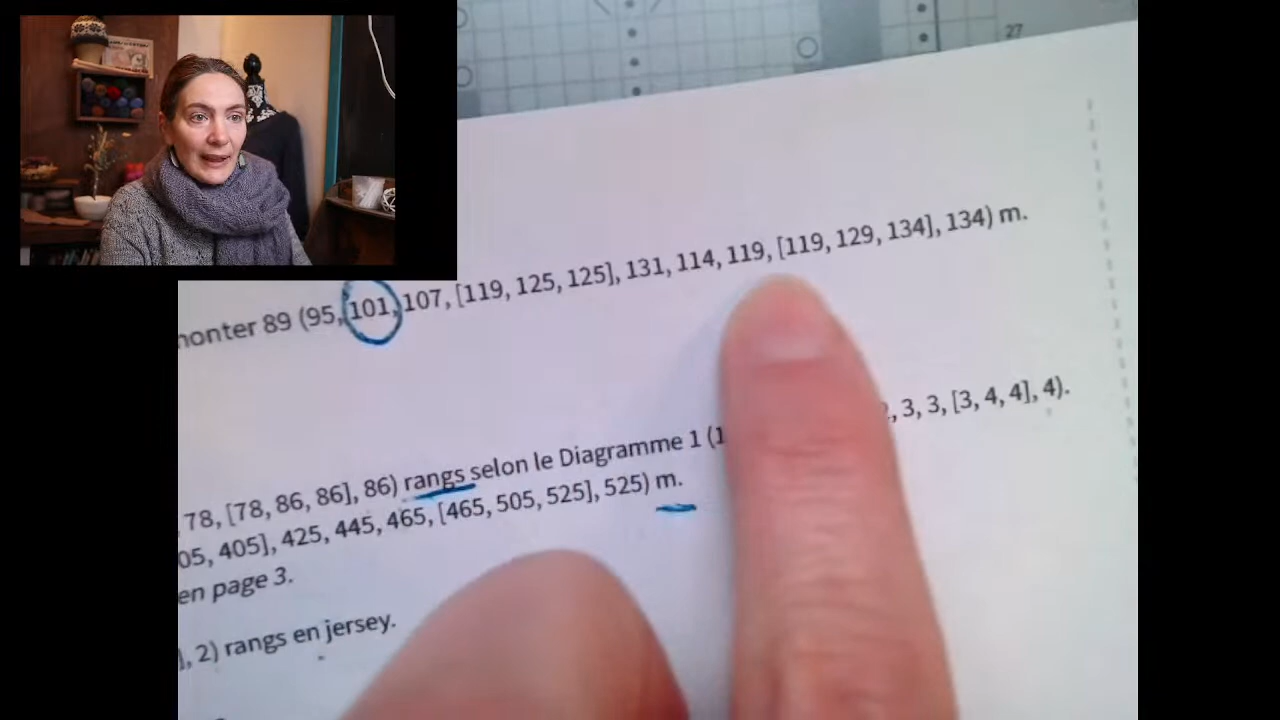 27
monter 89 (95, 101, 107, [119, 125, 125], 131, 114, 119, [119, 129, 134], 134) m.
78, [78, 86, 86], 86) rangs selon le Diagramme 1 (1 , 3, 3, [3, 4, 4], 4).
05, 405], 425, 445, 465, [465, 505, 525], 525) m.
en page 3.
], 2) rangs en jersey.